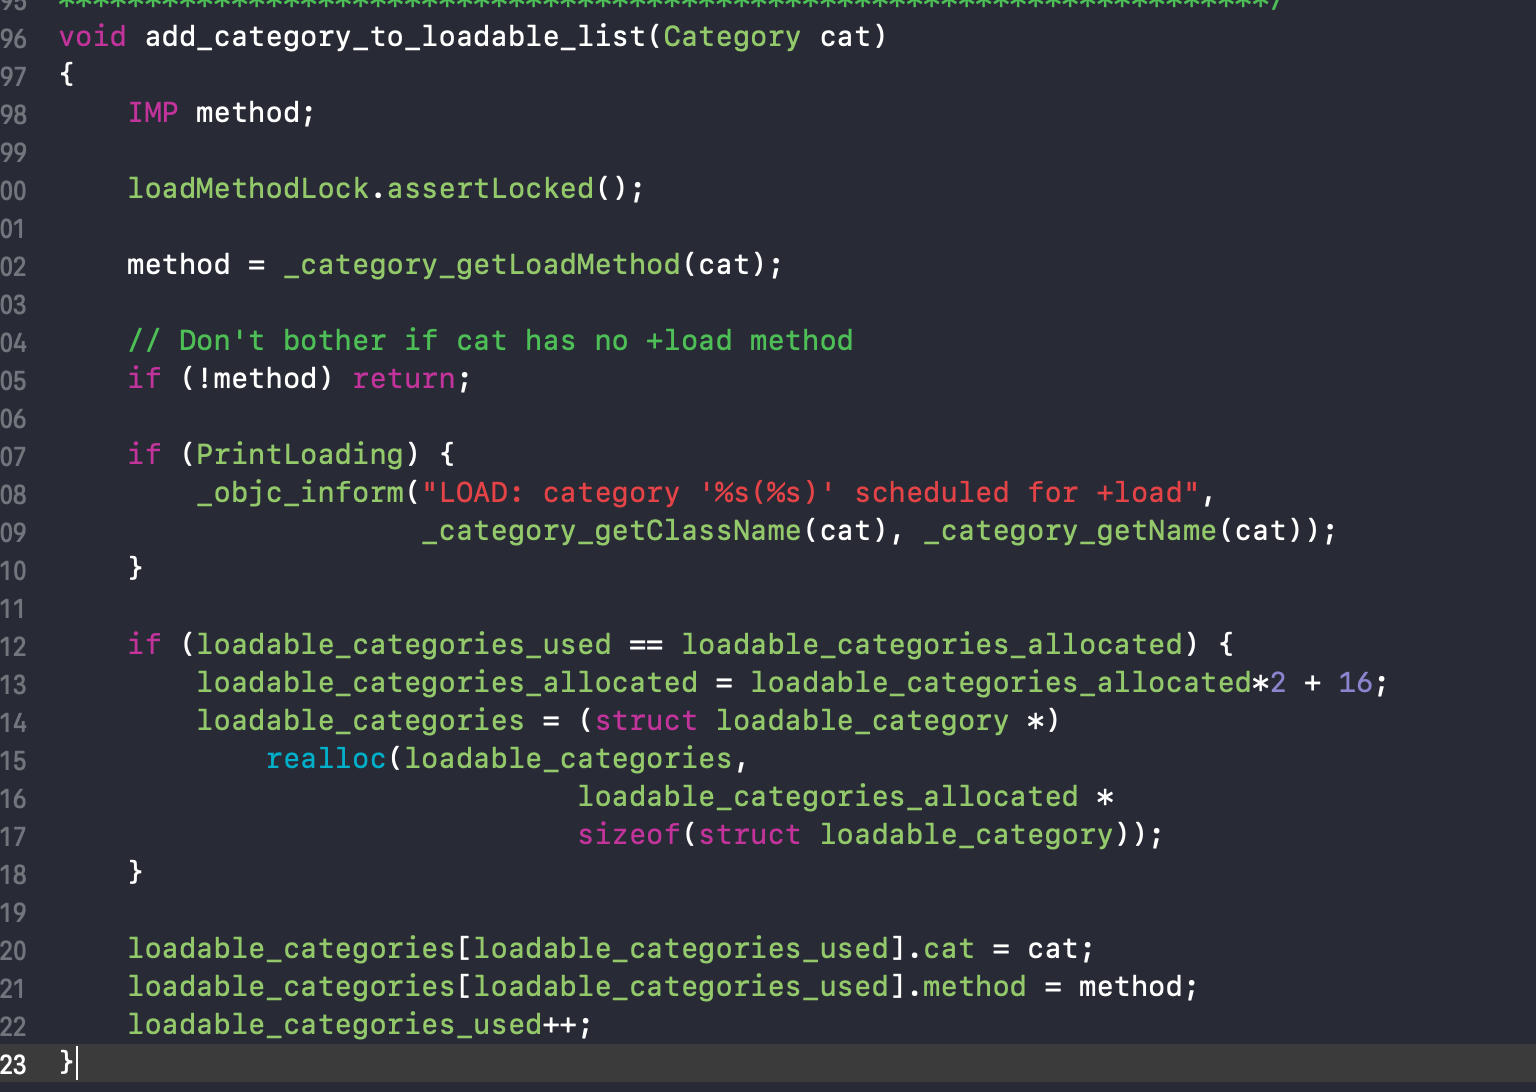 95 **********************************************************************/
96 void add_category_to_loadable_list(Category cat)
97 {
98     IMP method;
99
00     loadMethodLock.assertLocked();
01
02     method = _category_getLoadMethod(cat);
03
04     // Don't bother if cat has no +load method
05     if (!method) return;
06
07     if (PrintLoading) {
08         _objc_inform("LOAD: category '%s(%s)' scheduled for +load",
09                      _category_getClassName(cat), _category_getName(cat));
10     }
11
12     if (loadable_categories_used == loadable_categories_allocated) {
13         loadable_categories_allocated = loadable_categories_allocated*2 + 16;
14         loadable_categories = (struct loadable_category *)
15             realloc(loadable_categories,
16                               loadable_categories_allocated *
17                               sizeof(struct loadable_category));
18     }
19
20     loadable_categories[loadable_categories_used].cat = cat;
21     loadable_categories[loadable_categories_used].method = method;
22     loadable_categories_used++;
23 }